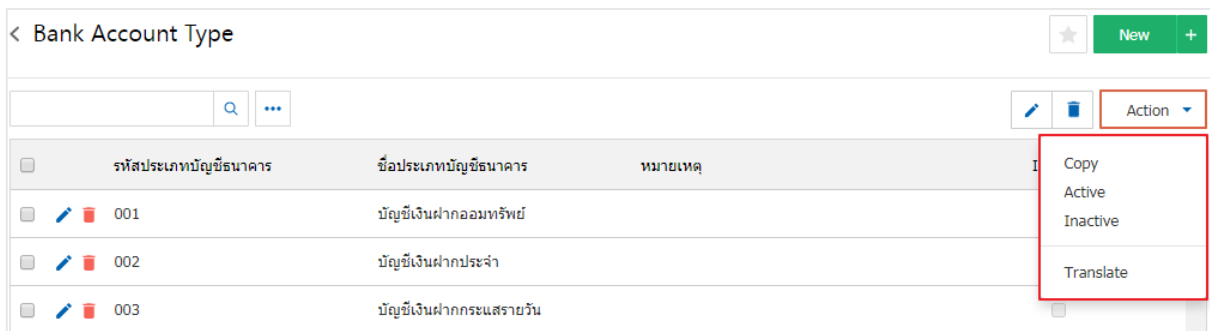 Bank Account Type
New
Action
Copy
Active
Inactive
Translate
รหัสประเภทบัญชีธนาคาร ชื่อประเภทบัญชีธนาคาร หมายเหตุ I
001 บัญชีเงินฝากออมทรัพย์
002 บัญชีเงินฝากประจำ
003 บัญชีเงินฝากกระแสรายวัน